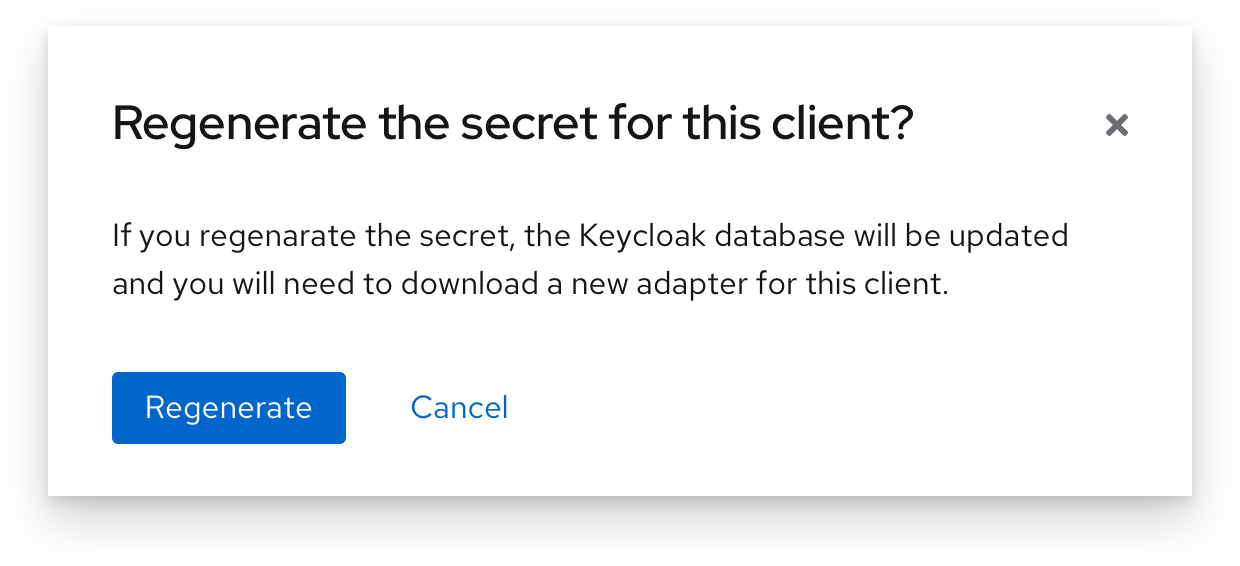 Regenerate the secret for this client?
If you regenarate the secret, the Keycloak database will be updated
and you will need to download a new adapter for this client.
Regenerate
Cancel